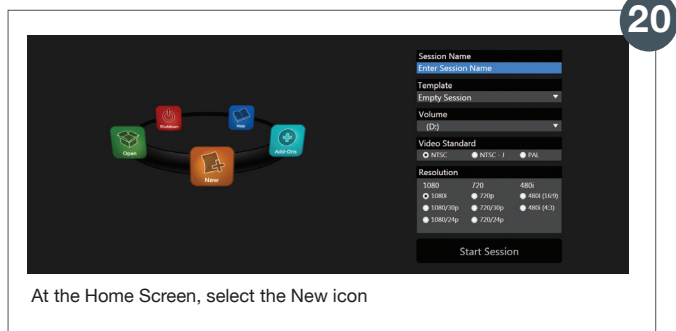 20
Shutdown
Help
Open
Add-Ons
New
Session Name
Enter Session Name
Template
Empty Session
Volume
(D:)
Video Standard
NTSC NTSC - J PAL
Resolution
1080 720 480i
1080i 720p 480i (16:9)
1080/30p 720/30p 480i (4:3)
1080/24p 720/24p
Start Session
At the Home Screen, select the New icon